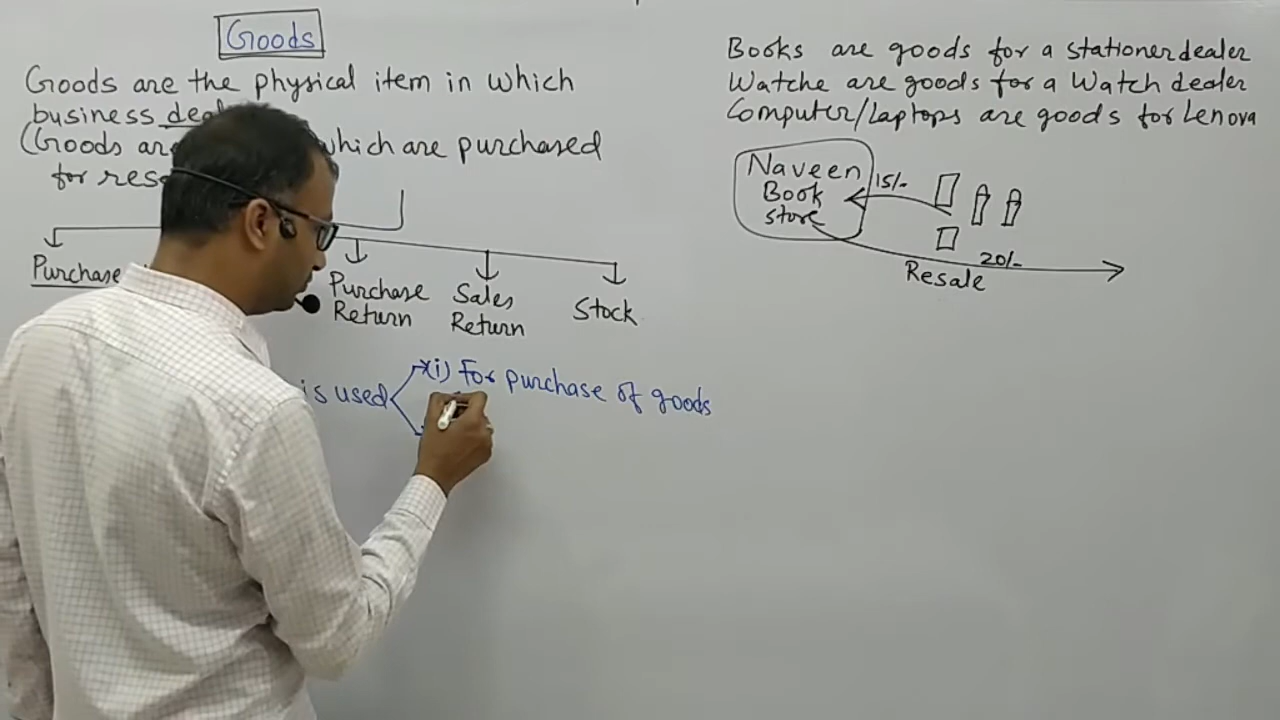 Goods
Goods are the physical item in which
business
(Goods are which are purchased
for
Purchase
Purchase
Return
Sales
Return
Stock
is used
(i) For purchase of goods
Books are goods for a stationer dealer
Watche are goods for a Watch dealer
Computer/Laptops are goods for Lenova
Naveen
Book
store
15/-
20/-
Resale